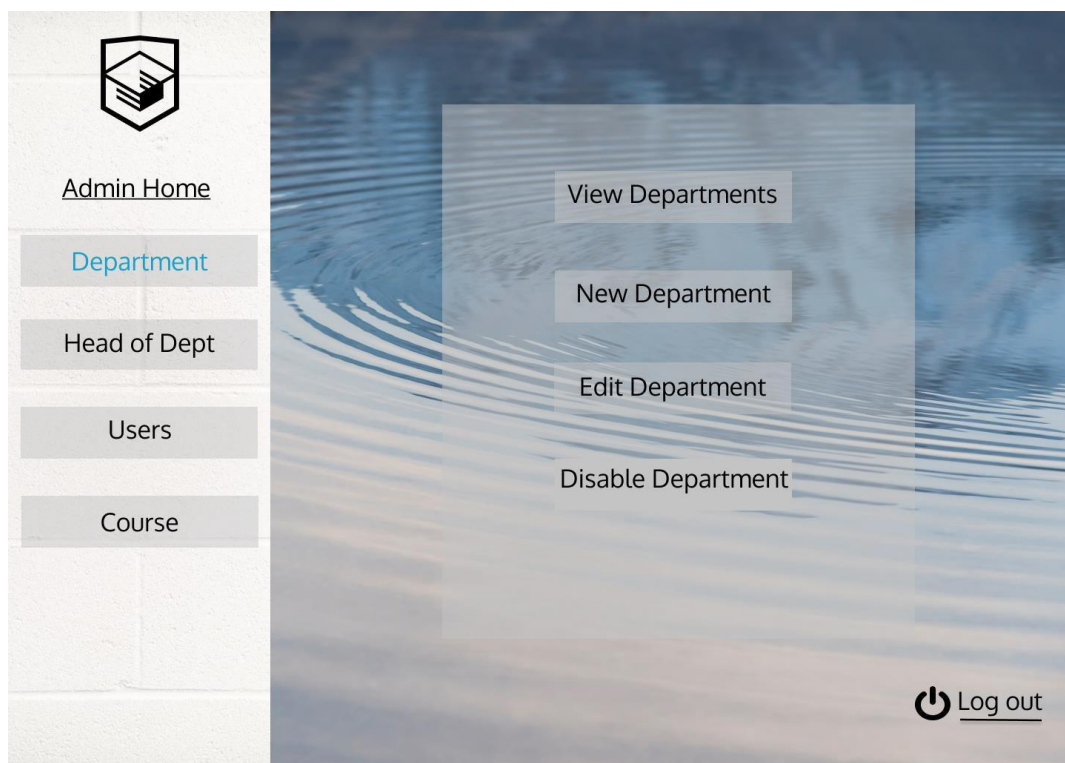 Admin Home
Department
Head of Dept
Users
Course
View Departments
New Department
Edit Department
Disable Department
Log out